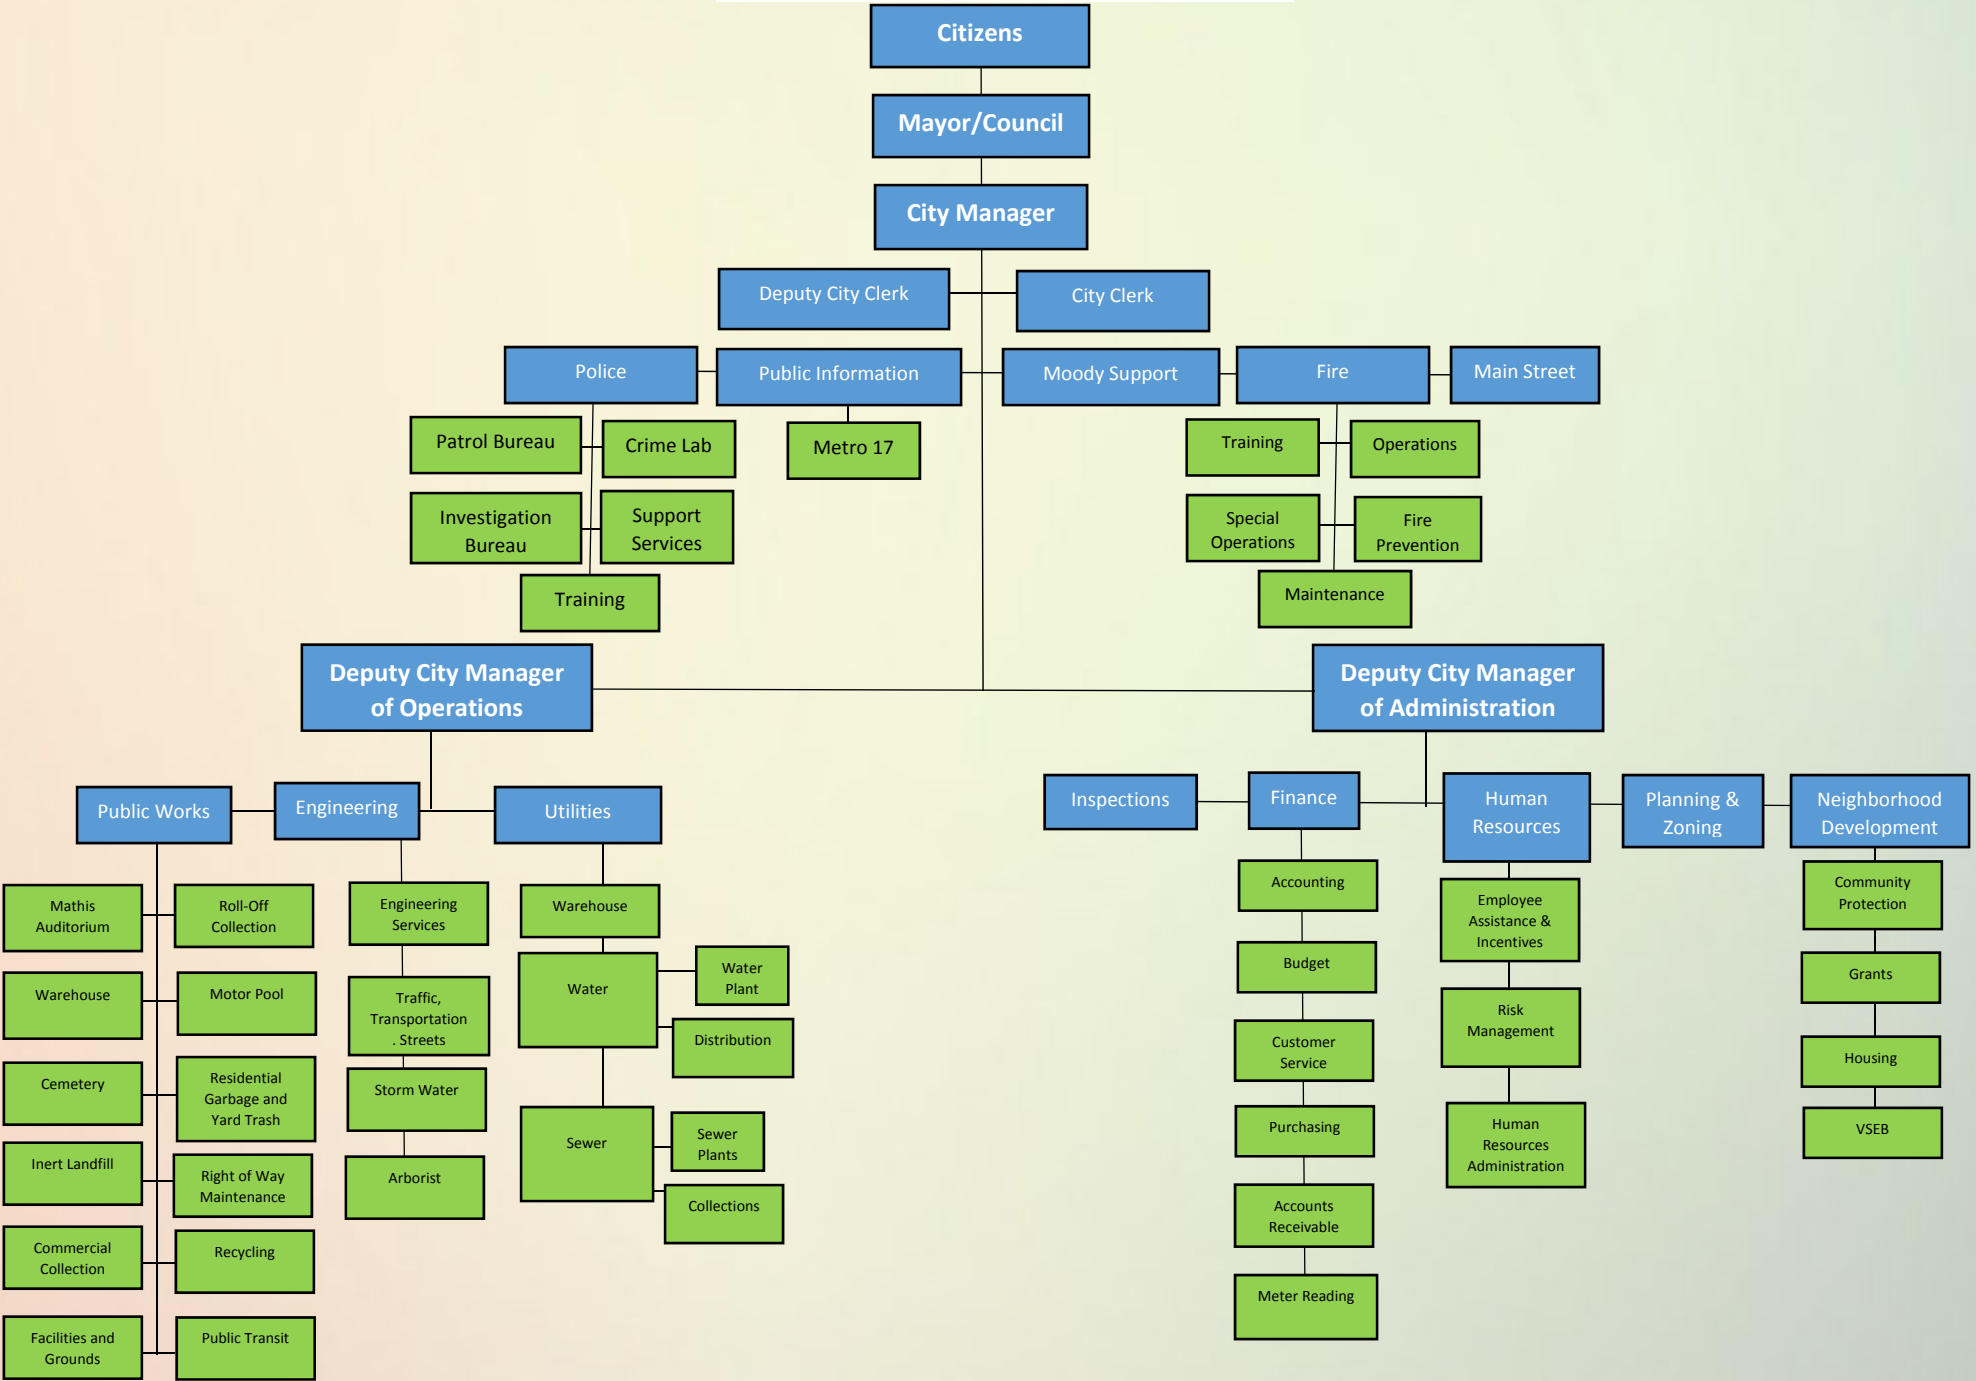 Citizens
Mayor/Council
City Manager
Deputy City Clerk
City Clerk
Police
Public Information
Moody Support
Fire
Main Street
Patrol Bureau
Crime Lab
Metro 17
Training
Operations
Investigation
Bureau
Support
Services
Special
Operations
Fire
Prevention
Training
Maintenance
Deputy City Manager
of Operations
Deputy City Manager
of Administration
Public Works
Engineering
Utilities
Inspections
Finance
Human
Resources
Planning &
Zoning
Neighborhood
Development
Mathis
Auditorium
Roll-Off
Collection
Warehouse
Motor Pool
Cemetery
Residential
Garbage and
Yard Trash
Inert Landfill
Right of Way
Maintenance
Commercial
Collection
Recycling
Facilities and
Grounds
Public Transit
Engineering
Services
Traffic,
Transportation
. Streets
Storm Water
Arborist
Warehouse
Water
Water
Plant
Distribution
Sewer
Sewer
Plants
Collections
Accounting
Budget
Customer
Service
Purchasing
Accounts
Receivable
Meter Reading
Employee
Assistance &
Incentives
Risk
Management
Human
Resources
Administration
Community
Protection
Grants
Housing
VSEB